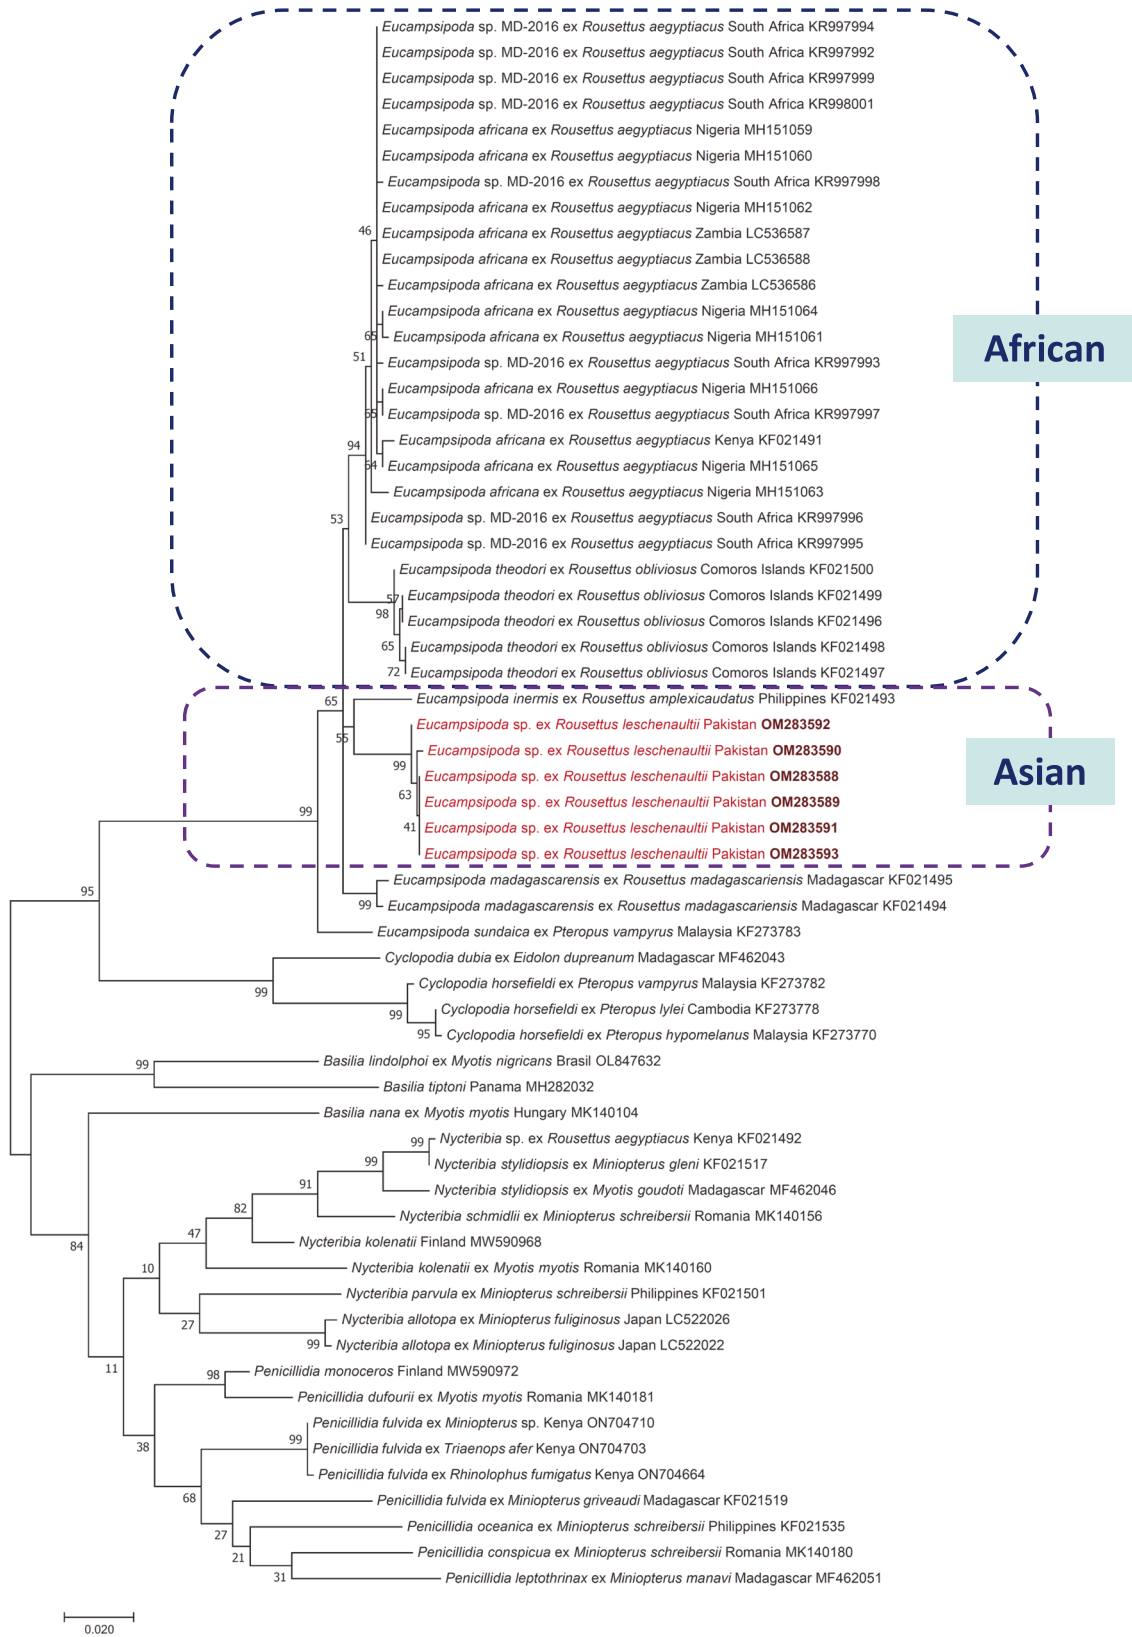 Eucampsipoda sp. MD-2016 ex Rousettus aegyptiacus South Africa KR997994
Eucampsipoda sp. MD-2016 ex Rousettus aegyptiacus South Africa KR997992
Eucampsipoda sp. MD-2016 ex Rousettus aegyptiacus South Africa KR997999
Eucampsipoda sp. MD-2016 ex Rousettus aegyptiacus South Africa KR998001
Eucampsipoda africana ex Rousettus aegyptiacus Nigeria MH151059
Eucampsipoda africana ex Rousettus aegyptiacus Nigeria MH151060
Eucampsipoda sp. MD-2016 ex Rousettus aegyptiacus South Africa KR997998
Eucampsipoda africana ex Rousettus aegyptiacus Nigeria MH151062
46
Eucampsipoda africana ex Rousettus aegyptiacus Zambia LC536587
Eucampsipoda africana ex Rousettus aegyptiacus Zambia LC536588
Eucampsipoda africana ex Rousettus aegyptiacus Zambia LC536586
Eucampsipoda africana ex Rousettus aegyptiacus Nigeria MH151064
65
Eucampsipoda africana ex Rousettus aegyptiacus Nigeria MH151061
African
51
Eucampsipoda sp. MD-2016 ex Rousettus aegyptiacus South Africa KR997993
Eucampsipoda africana ex Rousettus aegyptiacus Nigeria MH151066
65
Eucampsipoda sp. MD-2016 ex Rousettus aegyptiacus South Africa KR997997
94
Eucampsipoda africana ex Rousettus aegyptiacus Kenya KF021491
64
Eucampsipoda africana ex Rousettus aegyptiacus Nigeria MH151065
Eucampsipoda africana ex Rousettus aegyptiacus Nigeria MH151063
53
Eucampsipoda sp. MD-2016 ex Rousettus aegyptiacus South Africa KR997996
Eucampsipoda sp. MD-2016 ex Rousettus aegyptiacus South Africa KR997995
Eucampsipoda theodori ex Rousettus obliviosus Comoros Islands KF021500
57
Eucampsipoda theodori ex Rousettus obliviosus Comoros Islands KF021499
98
Eucampsipoda theodori ex Rousettus obliviosus Comoros Islands KF021496
65
Eucampsipoda theodori ex Rousettus obliviosus Comoros Islands KF021498
72
Eucampsipoda theodori ex Rousettus obliviosus Comoros Islands KF021497
65
Eucampsipoda inermis ex Rousettus amplexicaudatus Philippines KF021493
55
Eucampsipoda sp. ex Rousettus leschenaultii Pakistan OM283592
99
Eucampsipoda sp. ex Rousettus leschenaultii Pakistan OM283590
Asian
Eucampsipoda sp. ex Rousettus leschenaultii Pakistan OM283588
63
Eucampsipoda sp. ex Rousettus leschenaultii Pakistan OM283589
99
41
Eucampsipoda sp. ex Rousettus leschenaultii Pakistan OM283591
Eucampsipoda sp. ex Rousettus leschenaultii Pakistan OM283593
95
Eucampsipoda madagascarensis ex Rousettus madagascariensis Madagascar KF021495
99
Eucampsipoda madagascarensis ex Rousettus madagascariensis Madagascar KF021494
Eucampsipoda sundaica ex Pteropus vampyrus Malaysia KF273783
Cyclopodia dubia ex Eidolon dupreanum Madagascar MF462043
99
Cyclopodia horsefieldi ex Pteropus vampyrus Malaysia KF273782
99
Cyclopodia horsefieldi ex Pteropus lylei Cambodia KF273778
95
Cyclopodia horsefieldi ex Pteropus hypomelanus Malaysia KF273770
99
Basilia lindolphoi ex Myotis nigricans Brasil OL847632
Basilia tiptoni Panama MH282032
Basilia nana ex Myotis myotis Hungary MK140104
99
Nycteribia sp. ex Rousettus aegyptiacus Kenya KF021492
99
Nycteribia stylidiopsis ex Miniopterus gleni KF021517
91
Nycteribia stylidiopsis ex Myotis goudoti Madagascar MF462046
82
Nycteribia schmidlii ex Miniopterus schreibersii Romania MK140156
84
47
Nycteribia kolenatii Finland MW590968
10
Nycteribia kolenatii ex Myotis myotis Romania MK140160
Nycteribia parvula ex Miniopterus schreibersii Philippines KF021501
27
Nycteribia allotopa ex Miniopterus fuliginosus Japan LC522026
99
Nycteribia allotopa ex Miniopterus fuliginosus Japan LC522022
11
98
Penicillidia monoceros Finland MW590972
Penicillidia dufourii ex Myotis myotis Romania MK140181
Penicillidia fulvida ex Miniopterus sp. Kenya ON704710
38
99
Penicillidia fulvida ex Triaenops afer Kenya ON704703
Penicillidia fulvida ex Rhinolophus fumigatus Kenya ON704664
68
Penicillidia fulvida ex Miniopterus griveaudi Madagascar KF021519
27
Penicillidia oceanica ex Miniopterus schreibersii Philippines KF021535
21
Penicillidia conspicua ex Miniopterus schreibersii Romania MK140180
31
Penicillidia leptothrinax ex Miniopterus manavi Madagascar MF462051
0.020